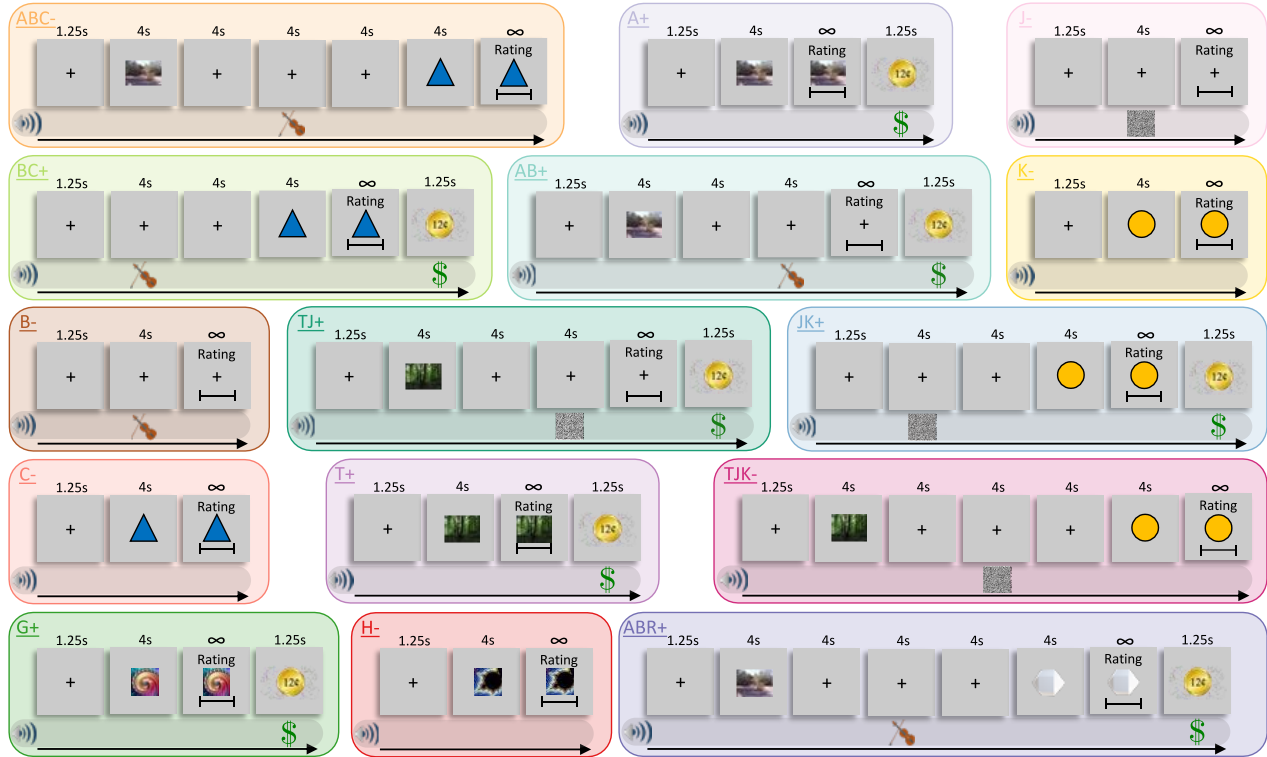 ABC-
1.25s 4s 4s 4s 4s 4s ∞
Rating
A+
1.25s 4s ∞ 1.25s
Rating
12¢
$
J-
1.25s 4s ∞
Rating
BC+
1.25s 4s 4s 4s ∞ 1.25s
Rating
12¢
$
AB+
1.25s 4s 4s 4s ∞ 1.25s
Rating
12¢
$
K-
1.25s 4s ∞
Rating
B-
1.25s 4s ∞
Rating
TJ+
1.25s 4s 4s 4s ∞ 1.25s
Rating
12¢
$
JK+
1.25s 4s 4s 4s ∞ 1.25s
Rating
12¢
$
C-
1.25s 4s ∞
Rating
T+
1.25s 4s ∞ 1.25s
Rating
12¢
$
TJK-
1.25s 4s 4s 4s 4s 4s ∞
Rating
G+
1.25s 4s ∞ 1.25s
Rating
12¢
$
H-
1.25s 4s ∞
Rating
ABR+
1.25s 4s 4s 4s 4s 4s ∞ 1.25s
Rating
12¢
$